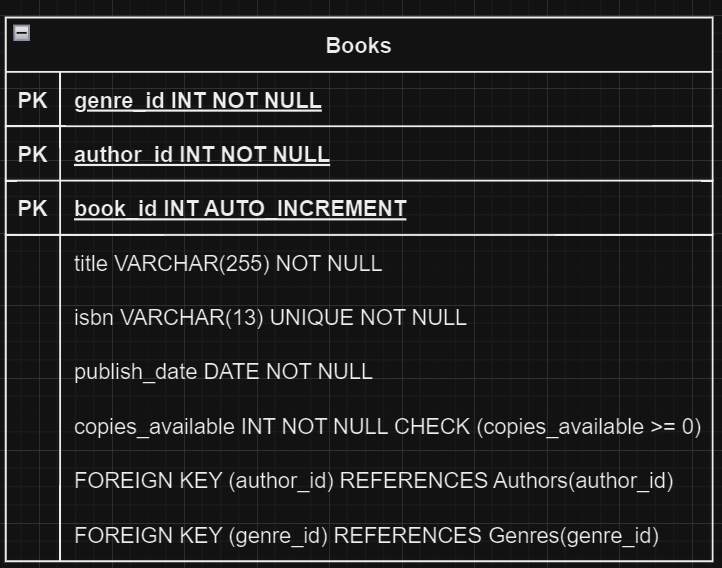 Books
PK genre_id INT NOT NULL
PK author_id INT NOT NULL
PK book_id INT AUTO_INCREMENT
title VARCHAR(255) NOT NULL
isbn VARCHAR(13) UNIQUE NOT NULL
publish_date DATE NOT NULL
copies_available INT NOT NULL CHECK (copies_available >= 0)
FOREIGN KEY (author_id) REFERENCES Authors(author_id)
FOREIGN KEY (genre_id) REFERENCES Genres(genre_id)